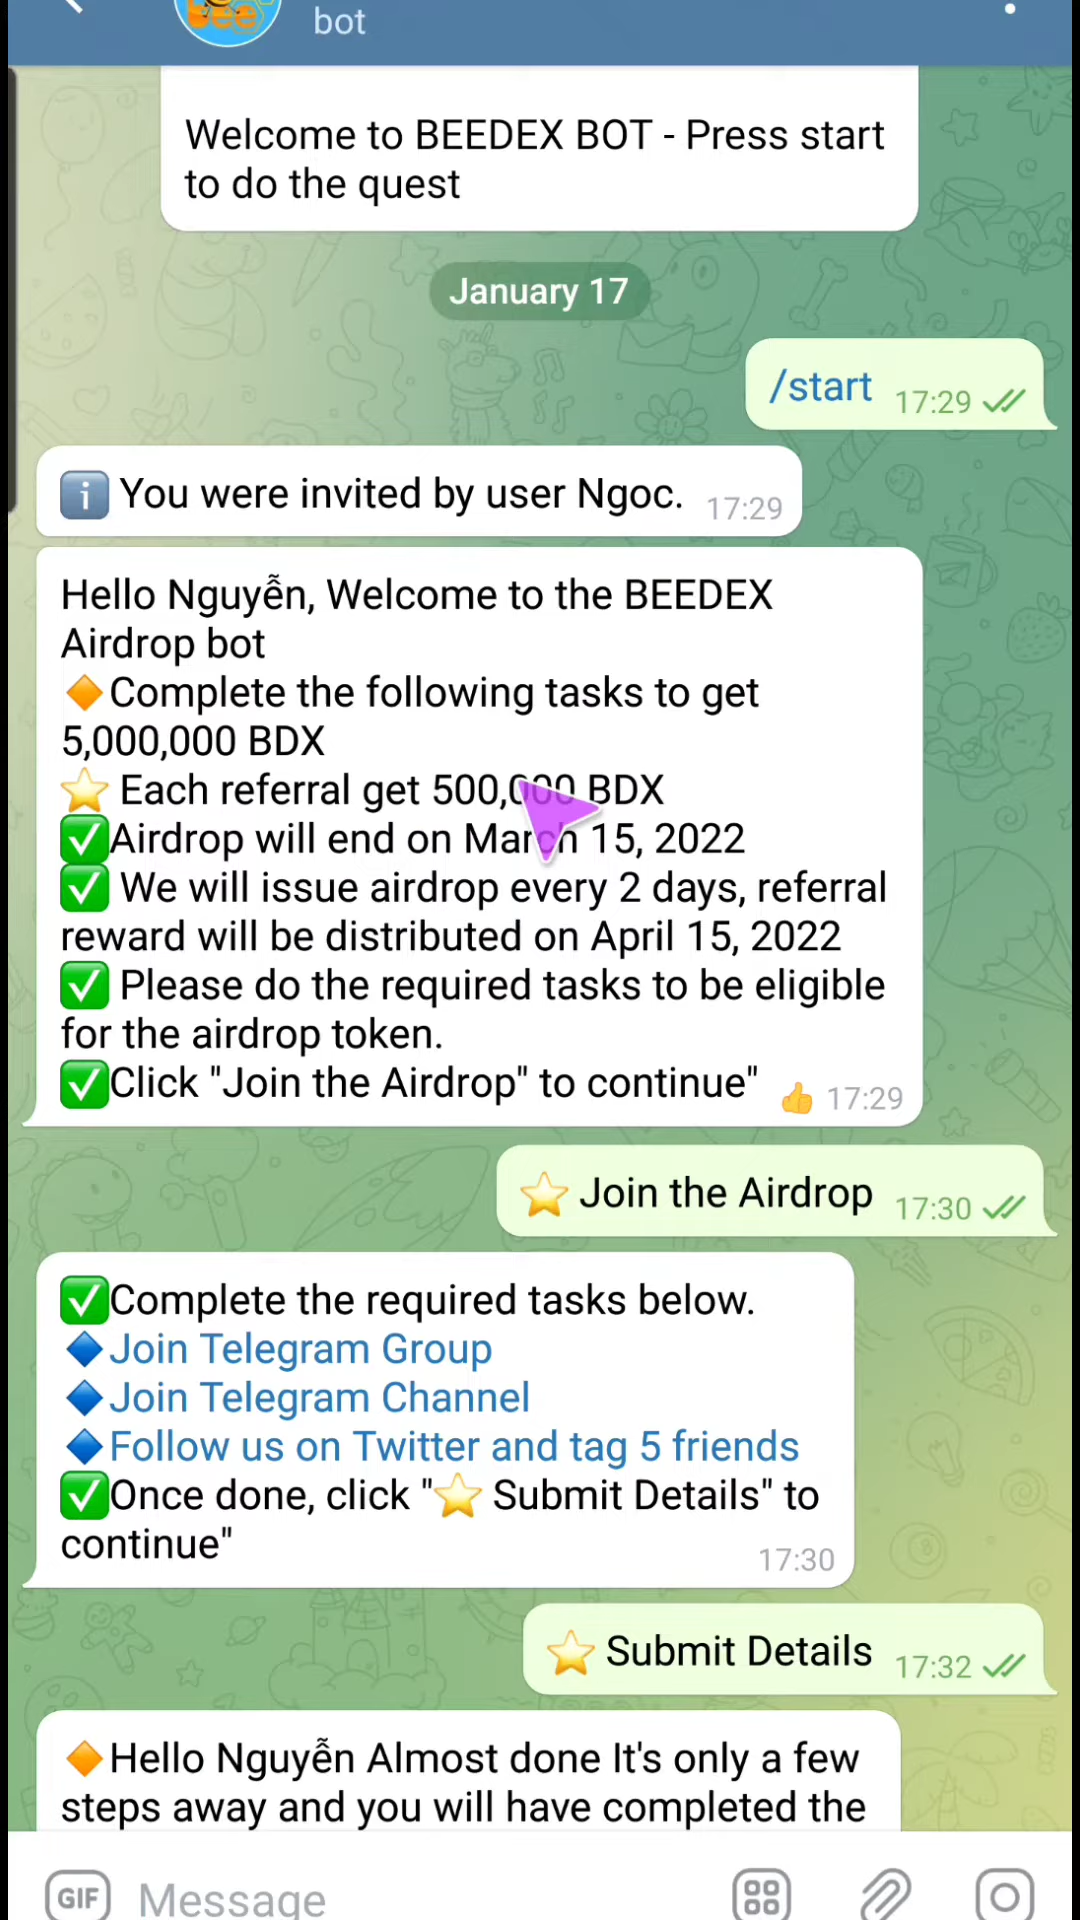 Bee
bot
Welcome to BEEDEX BOT - Press start
to do the quest
January 17
/start 17:29
You were invited by user Ngoc. 17:29
Hello Nguyễn, Welcome to the BEEDEX
Airdrop bot
🔶Complete the following tasks to get
5,000,000 BDX
⭐ Each referral get 500,000 BDX
✅Airdrop will end on March 15, 2022
✅ We will issue airdrop every 2 days, referral
reward will be distributed on April 15, 2022
✅ Please do the required tasks to be eligible
for the airdrop token.
✅Click "Join the Airdrop" to continue" 👍 17:29
⭐ Join the Airdrop 17:30
✅Complete the required tasks below.
🔷Join Telegram Group
🔷Join Telegram Channel
🔷Follow us on Twitter and tag 5 friends
✅Once done, click "⭐ Submit Details" to
continue"
17:30
⭐ Submit Details 17:32
🔶Hello Nguyễn Almost done It's only a few
steps away and you will have completed the
GIF Message